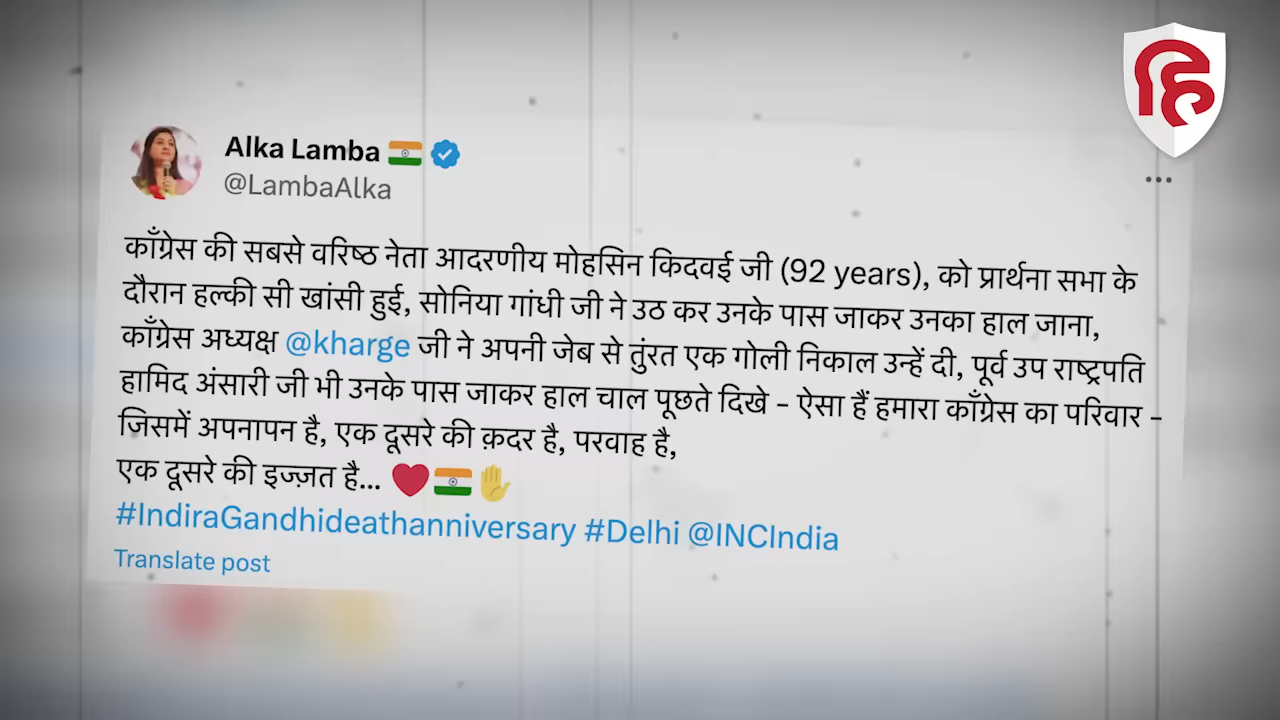 हि
Alka Lamba 🇮🇳
@LambaAlka
काँग्रेस की सबसे वरिष्ठ नेता आदरणीय मोहसिन किदवई जी (92 years), को प्रार्थना सभा के
दौरान हल्की सी खांसी हुई, सोनिया गांधी जी ने उठ कर उनके पास जाकर उनका हाल जाना,
काँग्रेस अध्यक्ष @kharge जी ने अपनी जेब से तुंरत एक गोली निकाल उन्हें दी, पूर्व उप राष्ट्रपति
हामिद अंसारी जी भी उनके पास जाकर हाल चाल पूछते दिखे - ऐसा हैं हमारा काँग्रेस का परिवार -
जिसमें अपनापन है, एक दूसरे की क़दर है, परवाह है,
एक दूसरे की इज्ज़त है... ❤️🇮🇳✋
#IndiraGandhideathanniversary #Delhi @INCIndia
Translate post